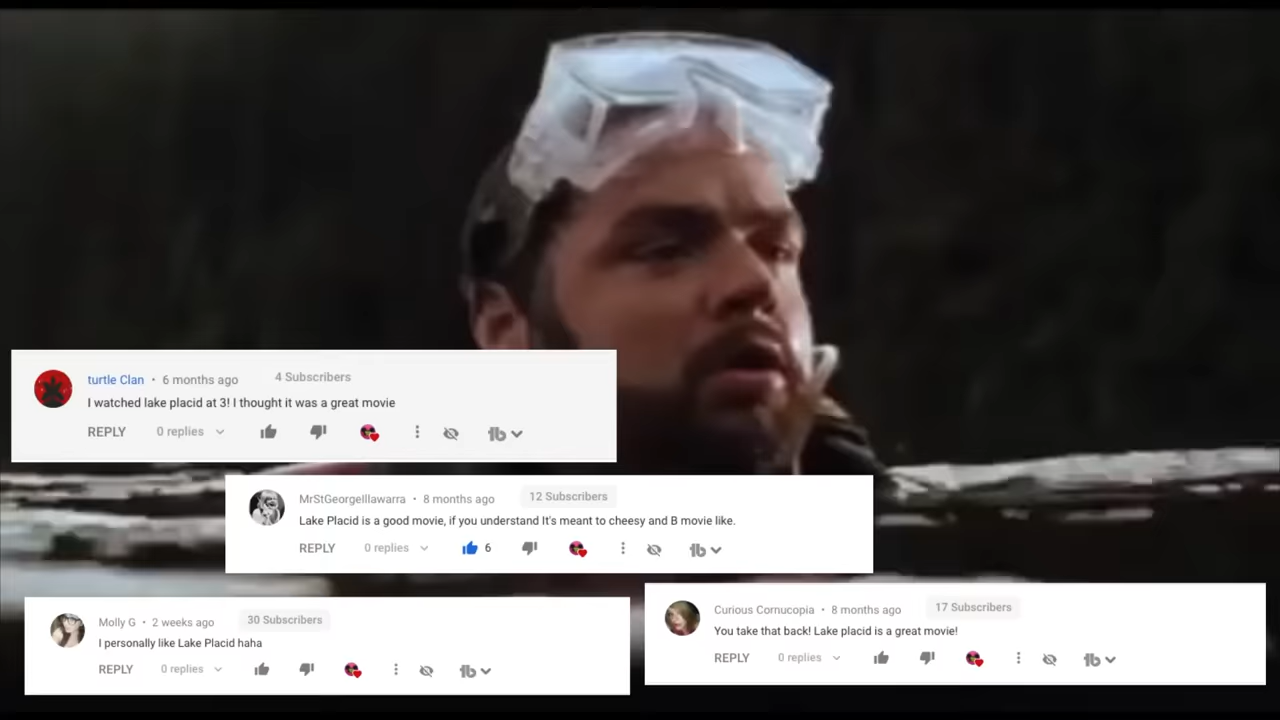 turtle Clan • 6 months ago 4 Subscribers
I watched lake placid at 3! I thought it was a great movie
REPLY 0 replies
MrStGeorgeIllawarra • 8 months ago 12 Subscribers
Lake Placid is a good movie, if you understand It's meant to cheesy and B movie like.
REPLY 0 replies 6
Molly G • 2 weeks ago 30 Subscribers
I personally like Lake Placid haha
REPLY 0 replies
Curious Cornucopia • 8 months ago 17 Subscribers
You take that back! Lake placid is a great movie!
REPLY 0 replies